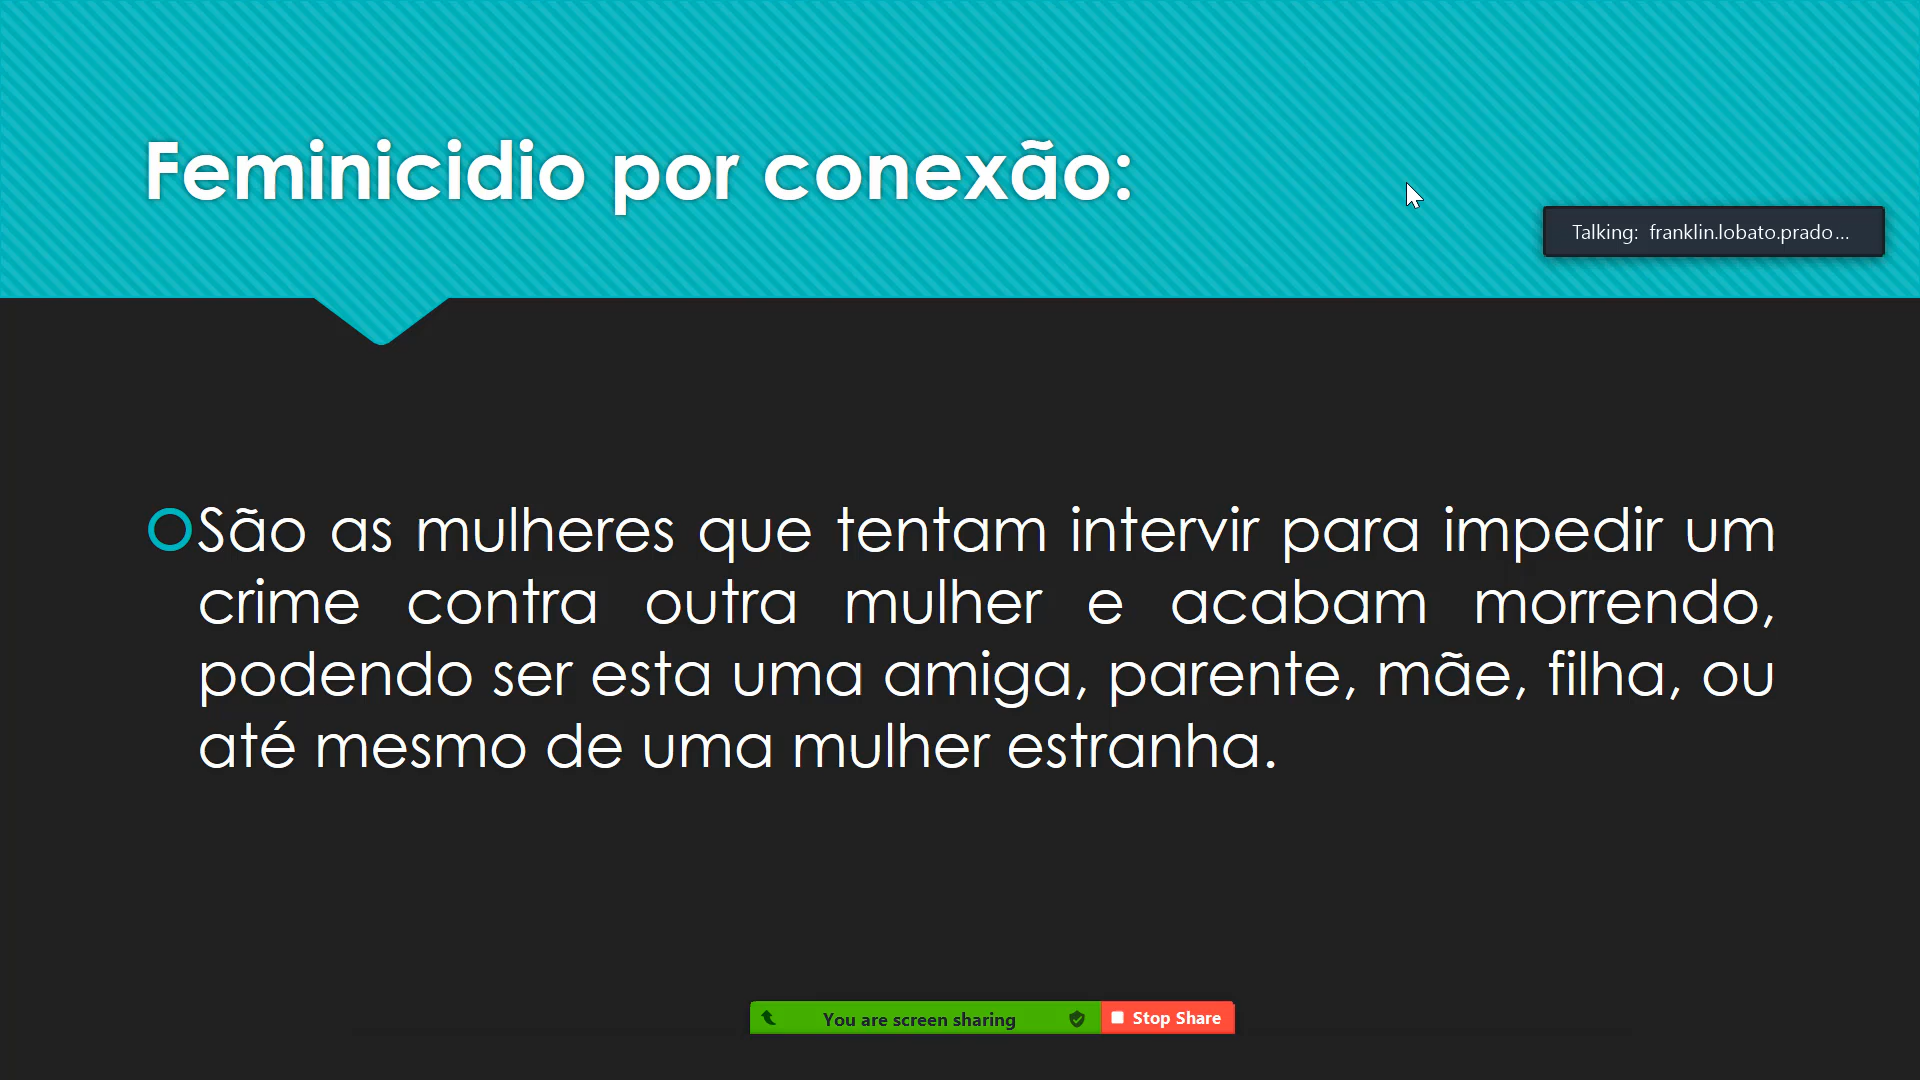 Feminicidio por conexão:
Talking: franklin.lobato.prado...
São as mulheres que tentam intervir para impedir um
crime contra outra mulher e acabam morrendo,
podendo ser esta uma amiga, parente, mãe, filha, ou
até mesmo de uma mulher estranha.
You are screen sharing
Stop Share